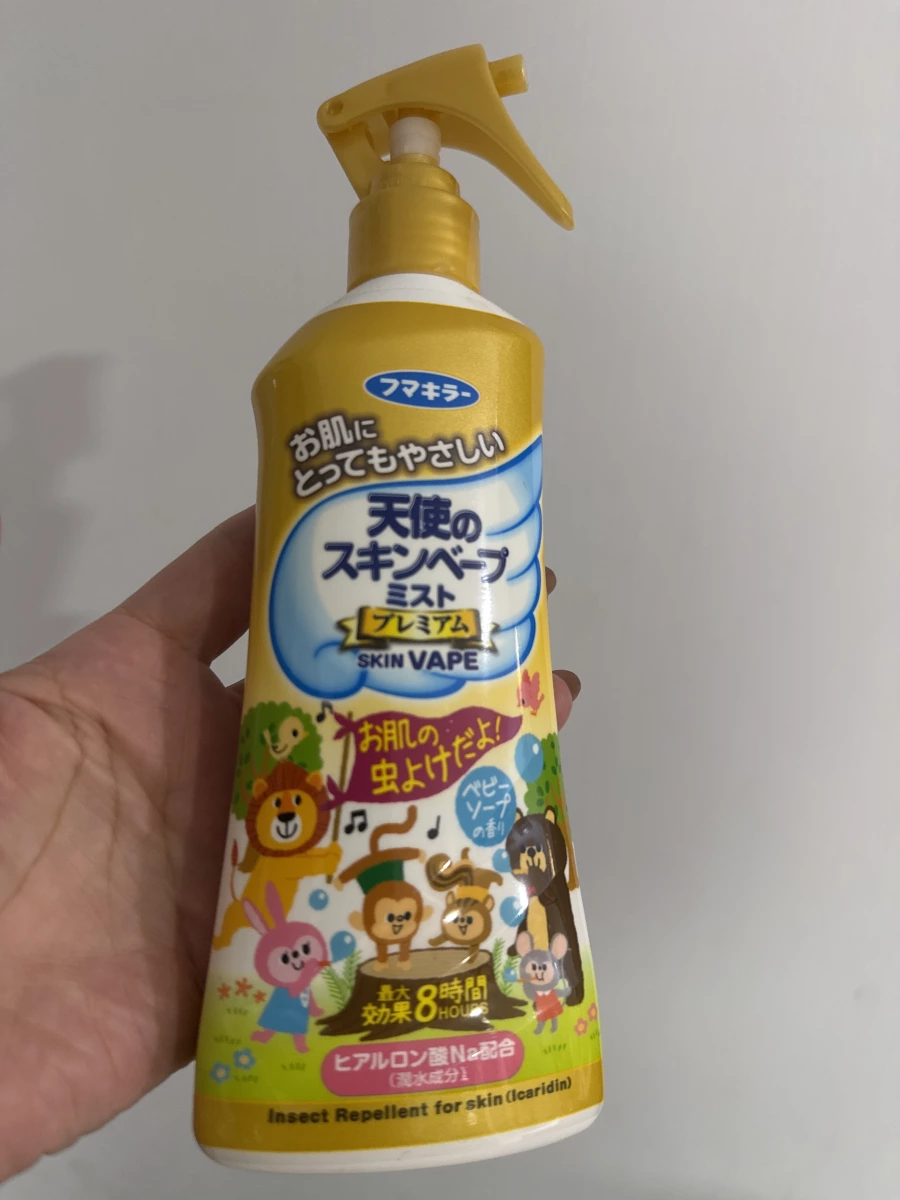 フマキラー
お肌に
とってもやさしい
天使の
スキンベープ
ミスト
プレミアム
SKIN VAPE
お肌の
虫よけだよ!
ベビー
ソープ
の香り
最大
効果8時間
HOURS
ヒアルロン酸Na配合
(潤水成分)
Insect Repellent for skin (Icaridin)